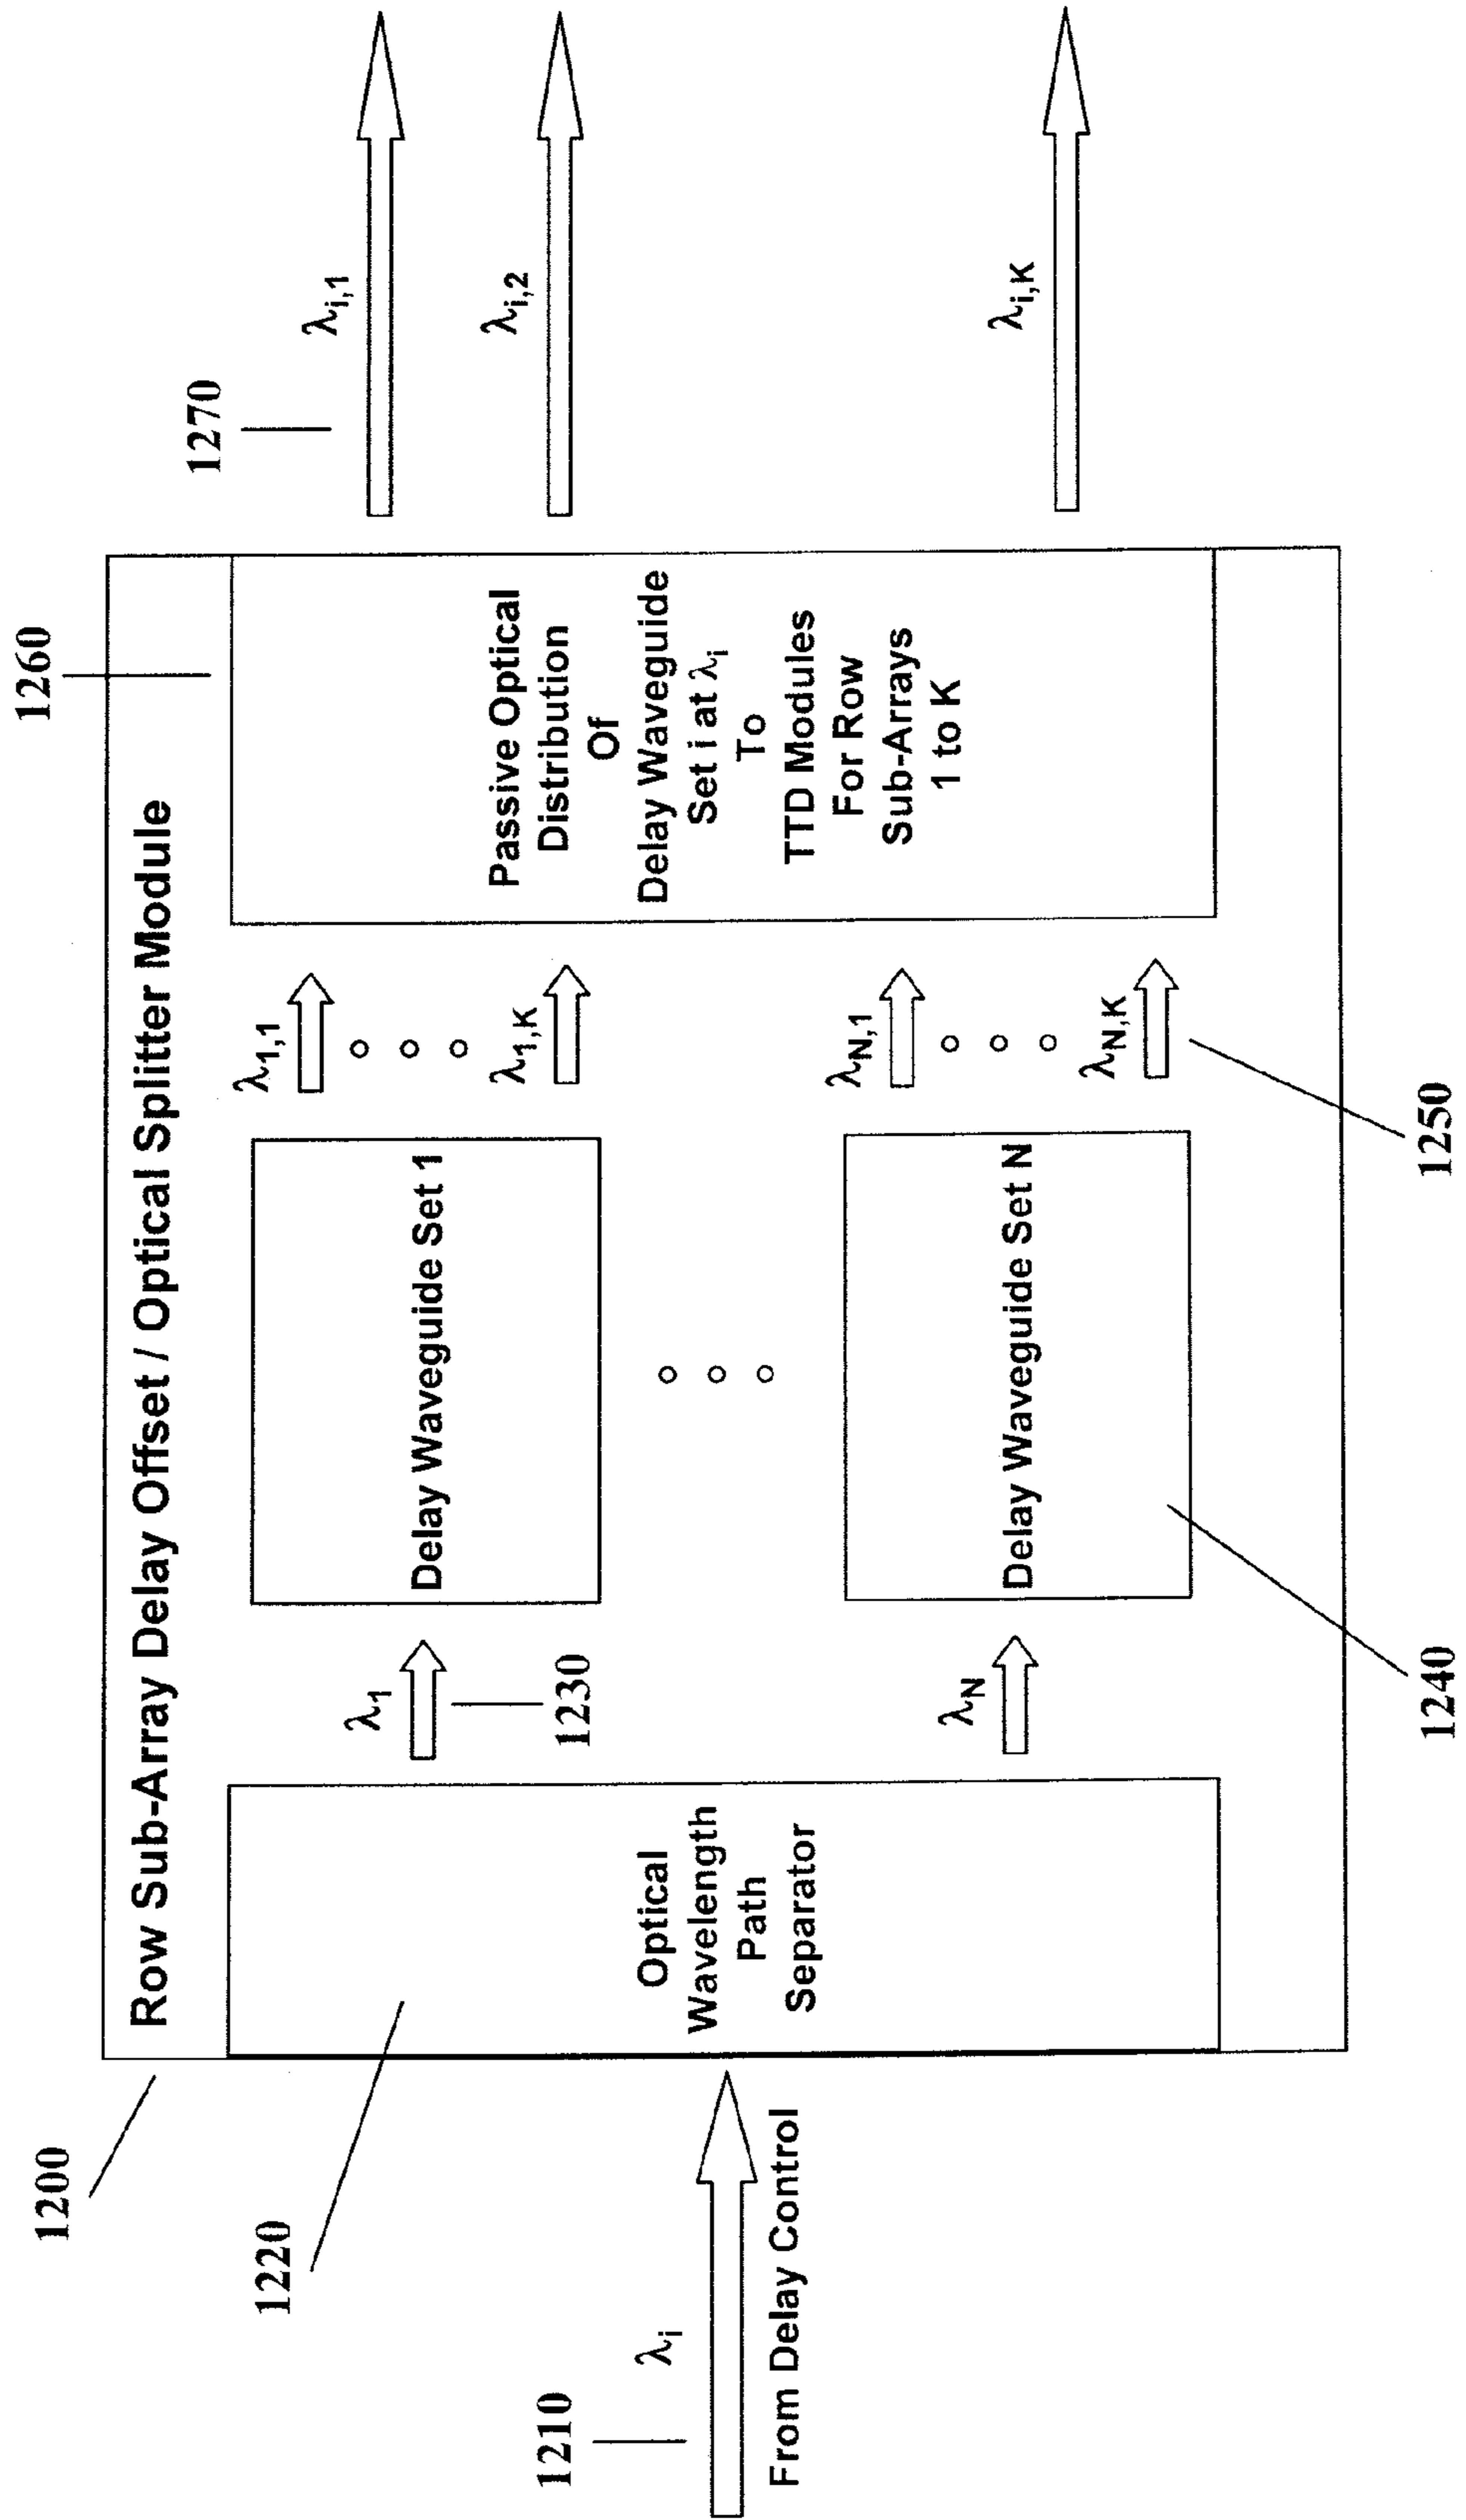 Row Sub-Array Delay Offset / Optical Splitter Module
1200
1210
λi
From Delay Control
1220
Optical
Wavelength
Path
Separator
λ1
1230
λN
Delay Waveguide Set 1
Delay Waveguide Set N
1240
λ1,1
λ1,K
λN,1
λN,K
1250
1260
Passive Optical
Distribution
Of
Delay Waveguide
Set i at λi
To
TTD Modules
For Row
Sub-Arrays
1 to K
1270
λi,1
λi,2
λi,K